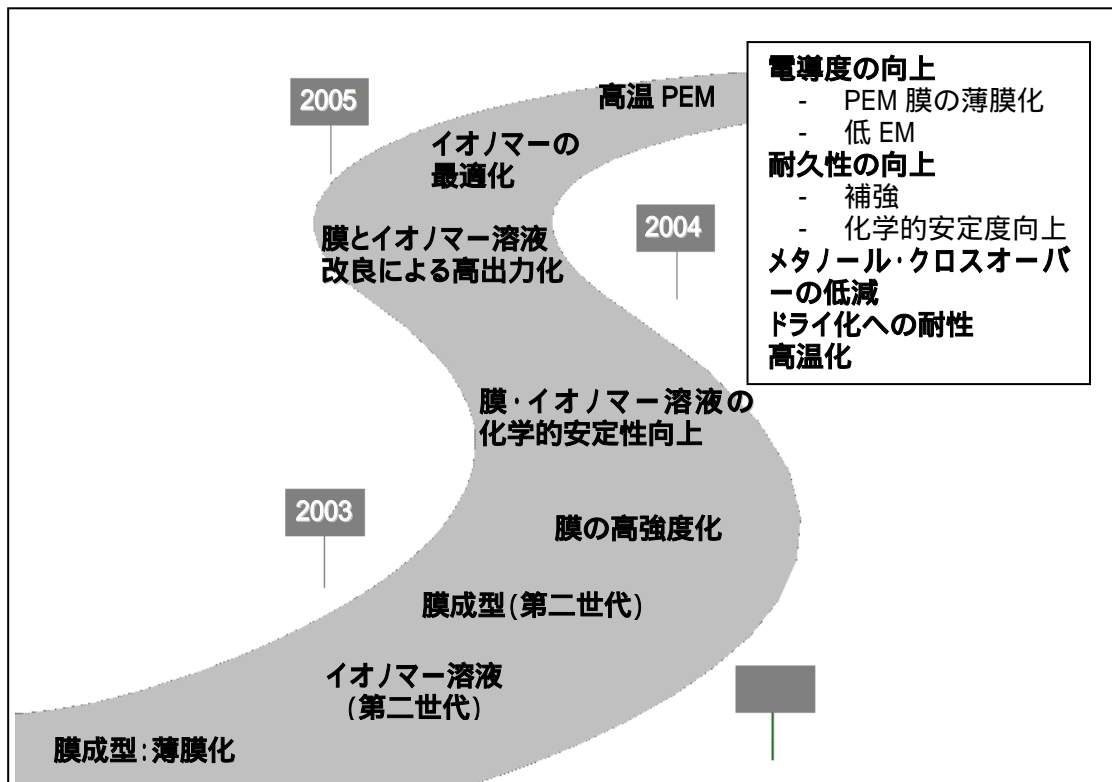 2005
高温 PEM
イオノマーの
最適化
膜とイオノマー溶液
改良による高出力化
2004
電導度の向上
- PEM 膜の薄膜化
- 低 EM
耐久性の向上
- 補強
- 化学的安定度向上
メタノール・クロスオーバ
ーの低減
ドライ化への耐性
高温化
膜・イオノマー溶液の
化学的安定性向上
2003
膜の高強度化
膜成型(第二世代)
イオノマー溶液
(第二世代)
膜成型:薄膜化